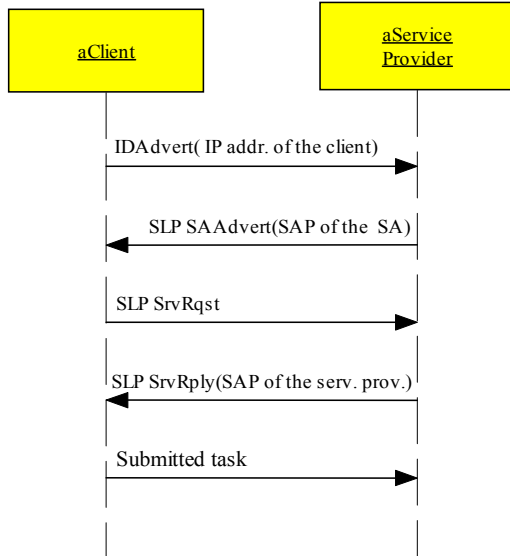 aClient
aService
Provider
IDAdvert( IP addr. of the client)
SLP SAAdvert(SAP of the SA)
SLP SrvRqst
SLP SrvRply(SAP of the serv. prov.)
Submitted task